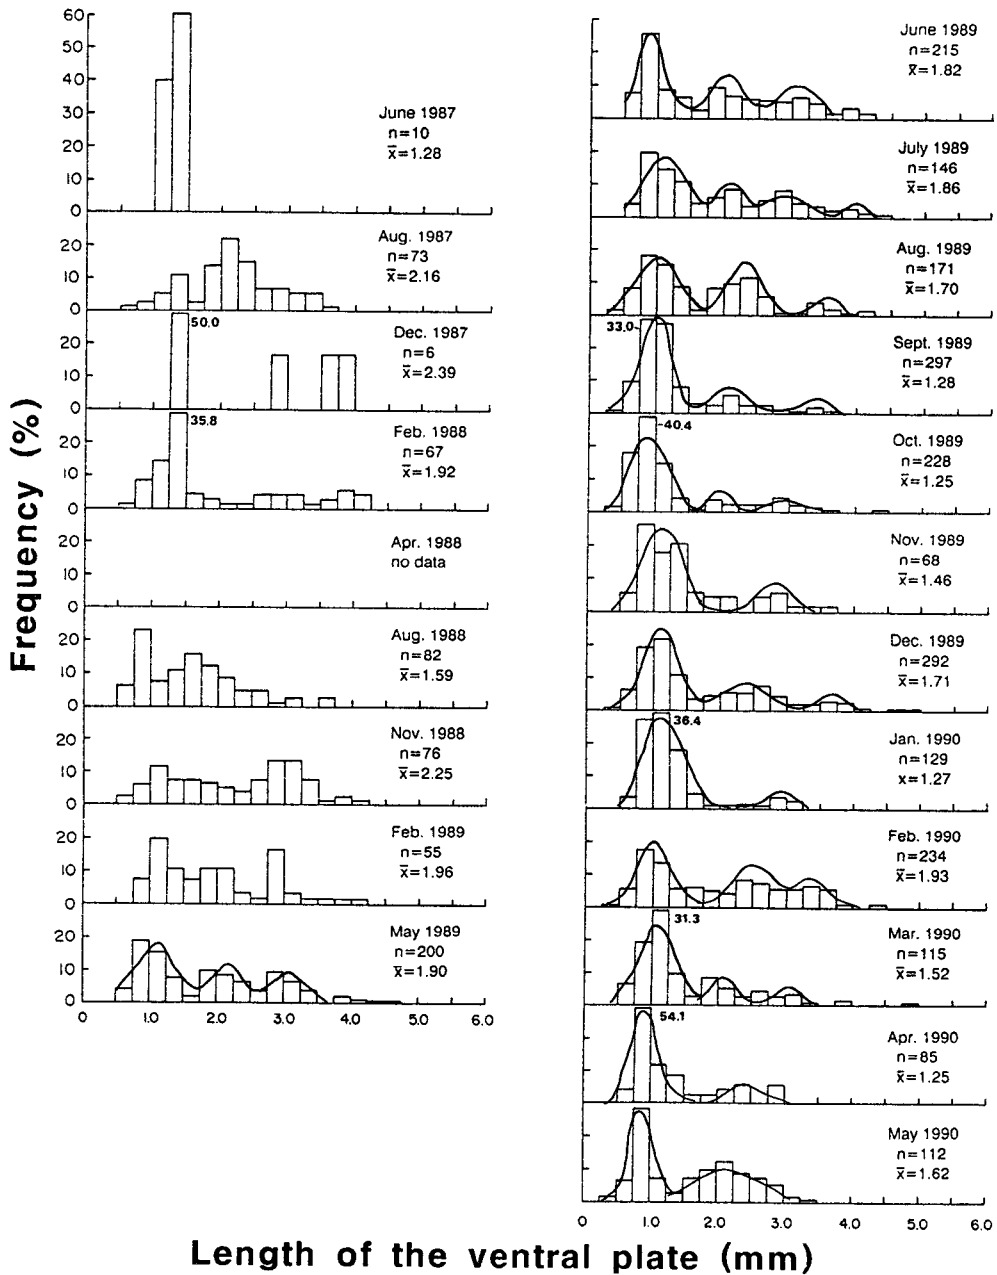 Frequency (%)
60
50
40
30
20
10
0
June 1987
n=10
x̄=1.28
20
10
0
Aug. 1987
n=73
x̄=2.16
20
10
0
50.0
Dec. 1987
n=6
x̄=2.39
20
10
0
35.8
Feb. 1988
n=67
x̄=1.92
20
10
0
Apr. 1988
no data
20
10
0
Aug. 1988
n=82
x̄=1.59
20
10
0
Nov. 1988
n=76
x̄=2.25
20
10
0
Feb. 1989
n=55
x̄=1.96
20
10
0
May 1989
n=200
x̄=1.90
0 1.0 2.0 3.0 4.0 5.0 6.0
June 1989
n=215
x̄=1.82
July 1989
n=146
x̄=1.86
Aug. 1989
n=171
x̄=1.70
33.0
Sept. 1989
n=297
x̄=1.28
40.4
Oct. 1989
n=228
x̄=1.25
Nov. 1989
n=68
x̄=1.46
Dec. 1989
n=292
x̄=1.71
36.4
Jan. 1990
n=129
x=1.27
Feb. 1990
n=234
x̄=1.93
31.3
Mar. 1990
n=115
x̄=1.52
54.1
Apr. 1990
n=85
x̄=1.25
May 1990
n=112
x̄=1.62
0 1.0 2.0 3.0 4.0 5.0 6.0
Length of the ventral plate (mm)